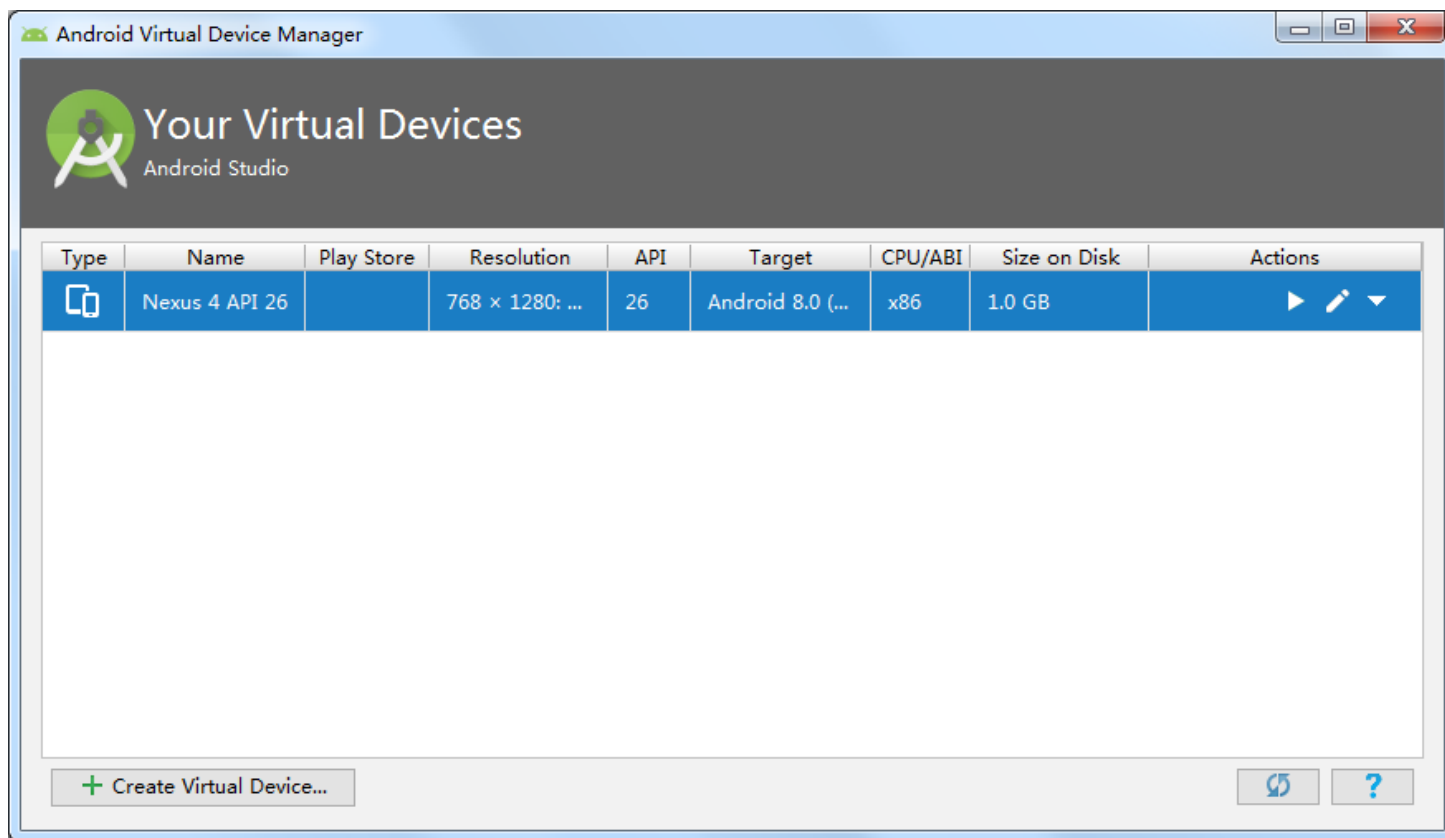 Android Virtual Device Manager
Your Virtual Devices
Android Studio
Type Name Play Store Resolution API Target CPU/ABI Size on Disk Actions
Nexus 4 API 26 768 × 1280: ... 26 Android 8.0 (... x86 1.0 GB
+ Create Virtual Device... ?